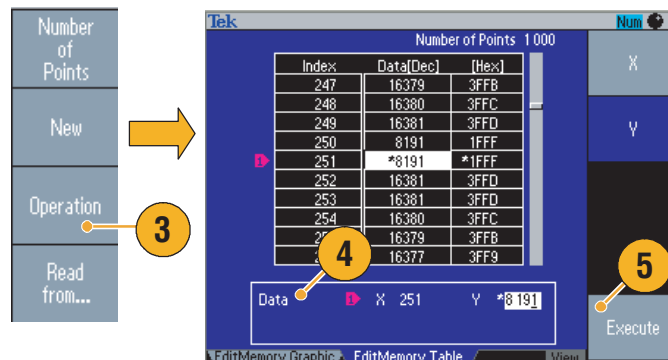 Number
of
Points
New
Operation
Read
from...
3
Tek
Num
Number of Points 1 000
Index Data[Dec] [Hex]
247 16379 3FFB
248 16380 3FFC
249 16381 3FFD
250 8191 1FFF
1 251 *8191 *1FFF
252 16381 3FFD
253 16381 3FFD
254 16380 3FFC
16379 3FFB
16377 3FF9
4
Data 1 X 251 Y *8 191
EditMemory Graphic EditMemory Table View
X
Y
5
Execute